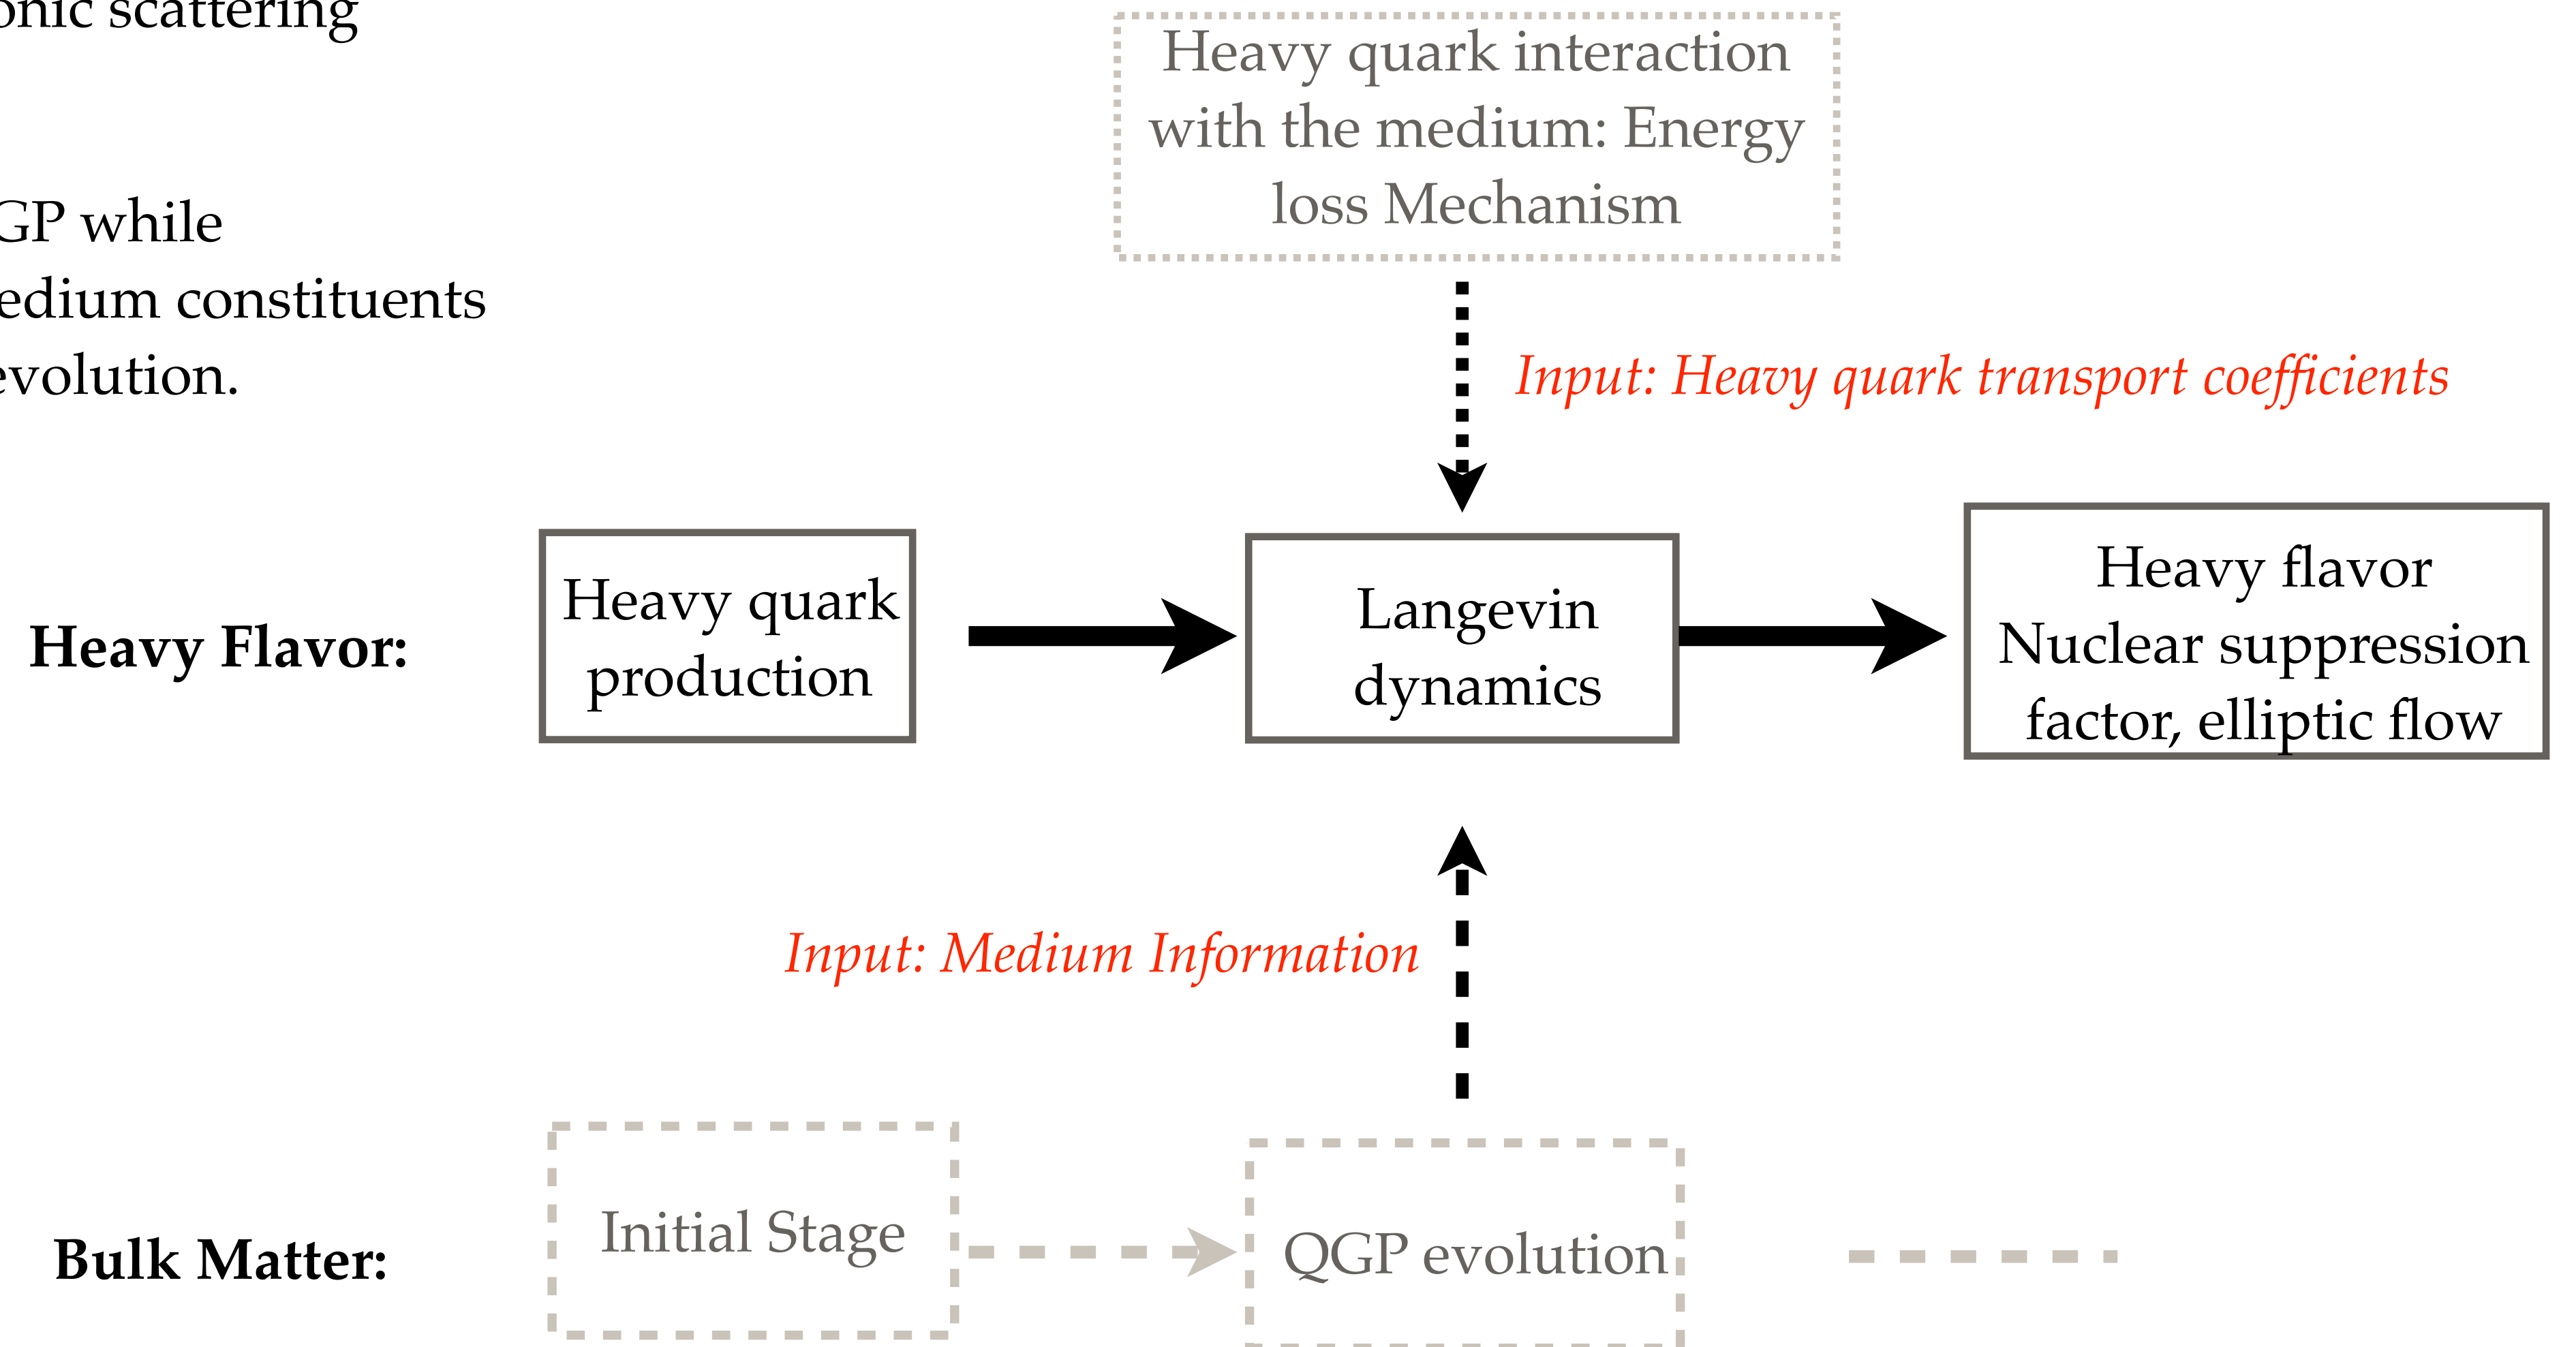 onic scattering
GP while
edium constituents
evolution.
Heavy quark interaction
with the medium: Energy
loss Mechanism
Input: Heavy quark transport coefficients
Heavy Flavor:
Heavy quark
production
Langevin
dynamics
Heavy flavor
Nuclear suppression
factor, elliptic flow
Input: Medium Information
Bulk Matter:
Initial Stage
QGP evolution